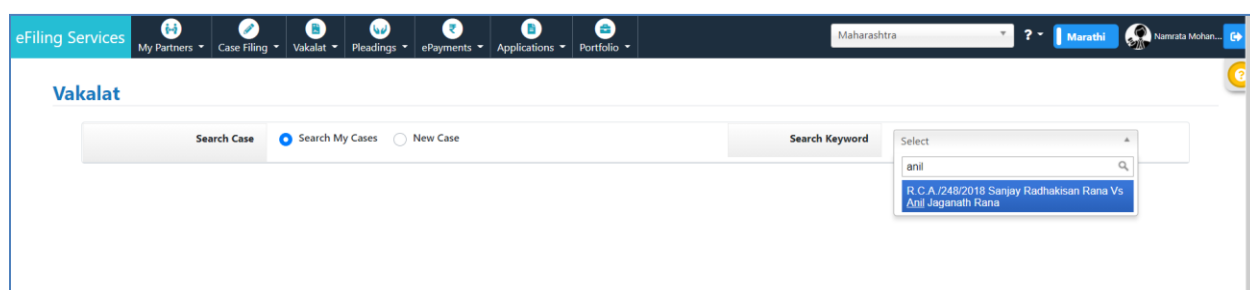 eFiling Services
My Partners
Case Filing
Vakalat
Pleadings
ePayments
Applications
Portfolio
Maharashtra
?
Marathi
Namrata Mohan...
?
Vakalat
Search Case
Search My Cases
New Case
Search Keyword
Select
anil
R.C.A./248/2018 Sanjay Radhakisan Rana Vs
Anil Jaganath Rana